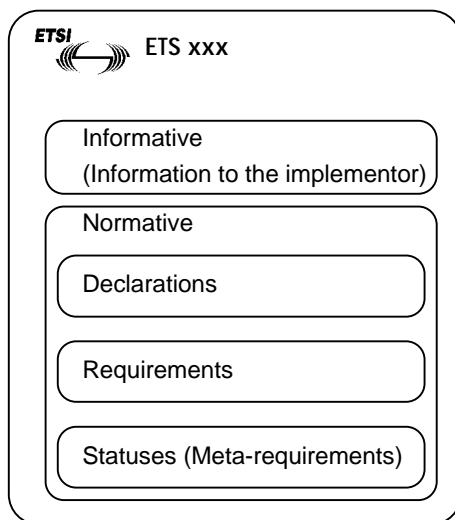 ETSI
ETS xxx
Informative
(Information to the implementor)
Normative
Declarations
Requirements
Statuses (Meta-requirements)